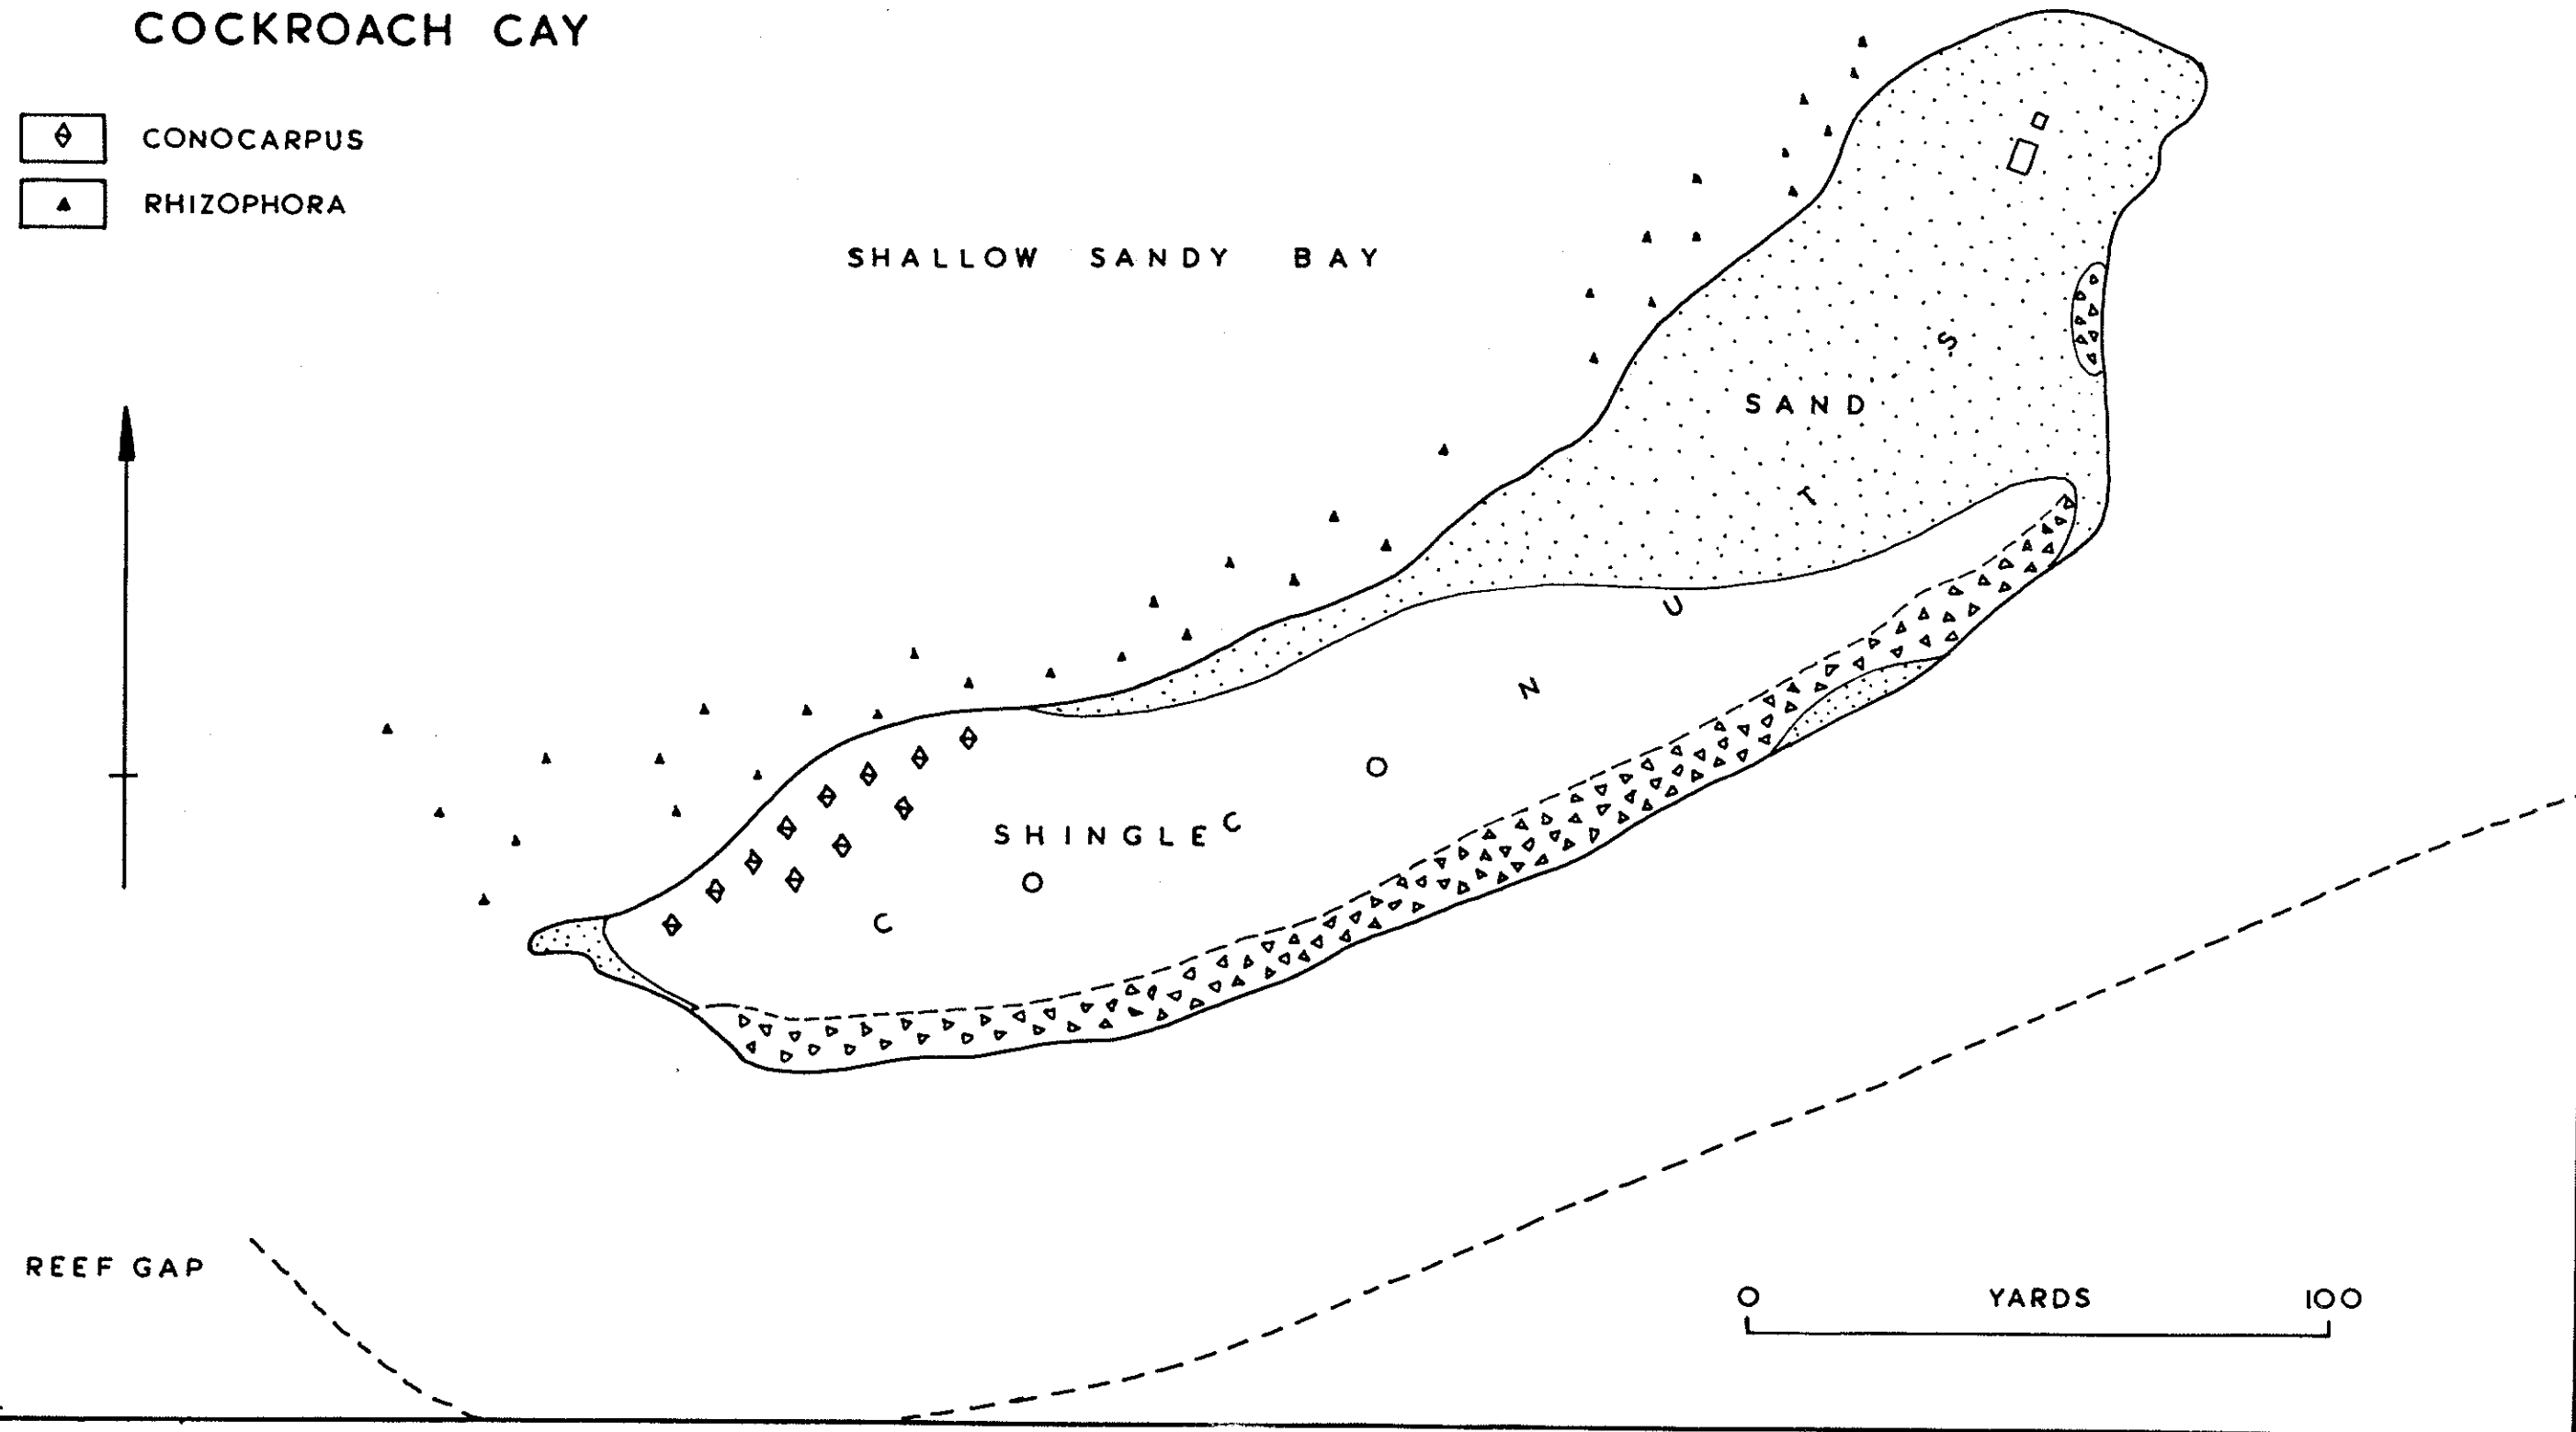 COCKROACH CAY
CONOCARPUS
RHIZOPHORA
SHALLOW SANDY BAY
SAND
SHINGLE
COCONUTS
REEF GAP
0 YARDS 100